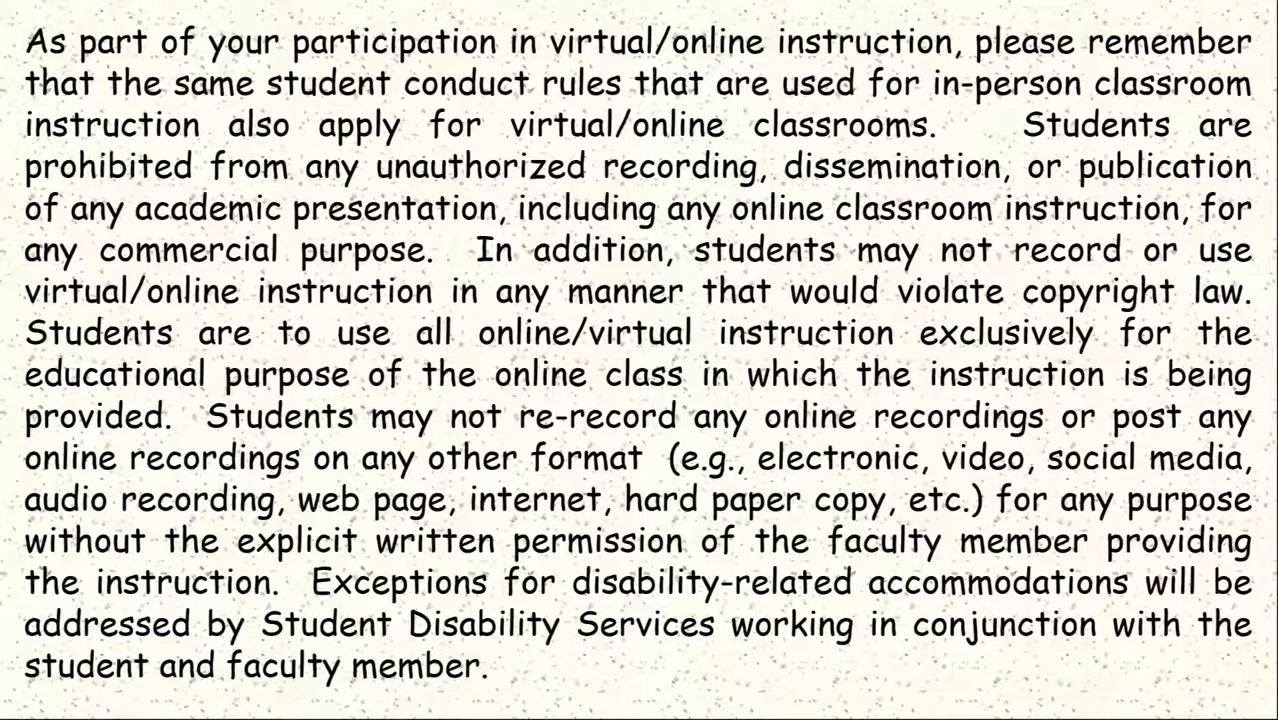 As part of your participation in virtual/online instruction, please remember
that the same student conduct rules that are used for in-person classroom
instruction also apply for virtual/online classrooms. Students are
prohibited from any unauthorized recording, dissemination, or publication
of any academic presentation, including any online classroom instruction, for
any commercial purpose. In addition, students may not record or use
virtual/online instruction in any manner that would violate copyright law.
Students are to use all online/virtual instruction exclusively for the
educational purpose of the online class in which the instruction is being
provided. Students may not re-record any online recordings or post any
online recordings on any other format (e.g., electronic, video, social media,
audio recording, web page, internet, hard paper copy, etc.) for any purpose
without the explicit written permission of the faculty member providing
the instruction. Exceptions for disability-related accommodations will be
addressed by Student Disability Services working in conjunction with the
student and faculty member.